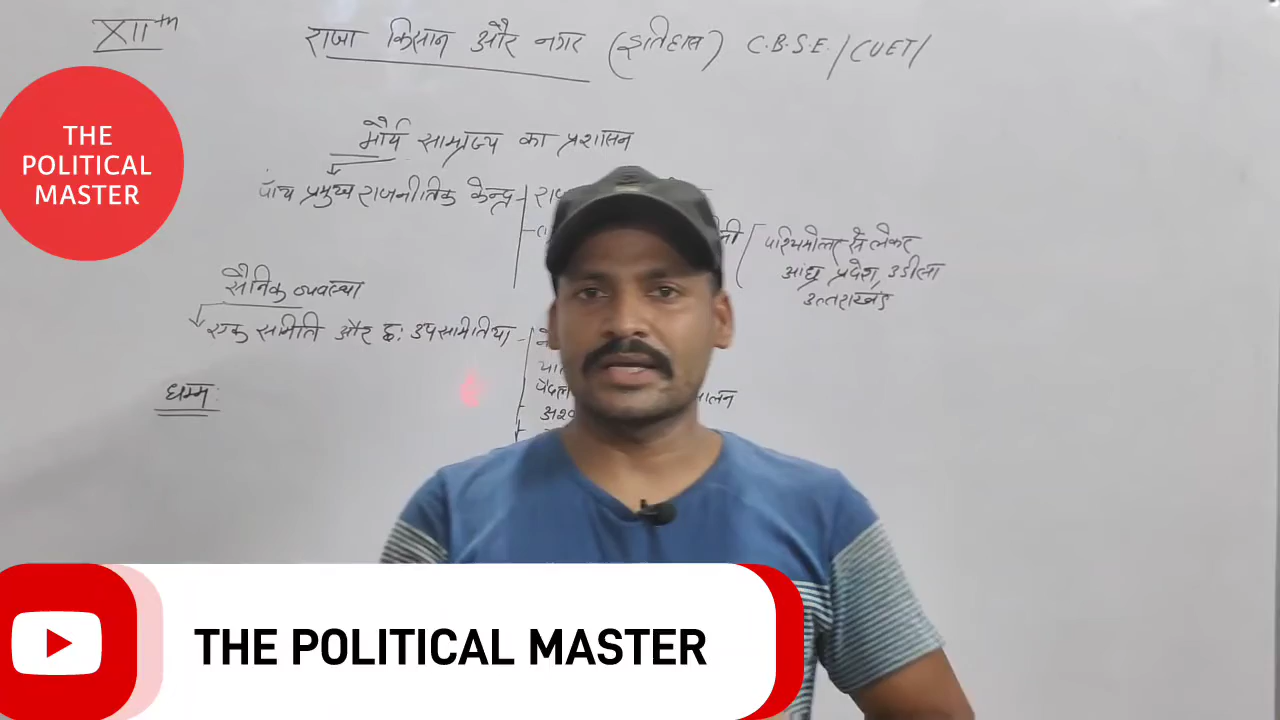 XIIth
राजा किसान और नगर (इतिहास) C.B.S.E./CUET/
THE
POLITICAL
MASTER
मौर्य साम्राज्य का प्रशासन
पाँच प्रमुख राजनीतिक केन्द्र
पश्चिमोत्तर से लेकर
आंध्र प्रदेश, उडीसा
उत्तराखंड
सैनिक व्यवस्था
एक समीति और छः उपसमितिया
धम्म:
THE POLITICAL MASTER